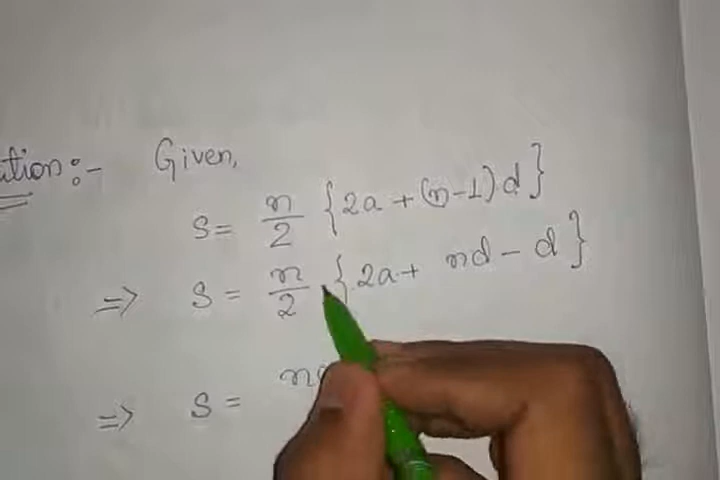 ution:- Given,
S = n/2 {2a + (n-1) d}
=> S = n/2 {2a + nd - d}
=> S = n